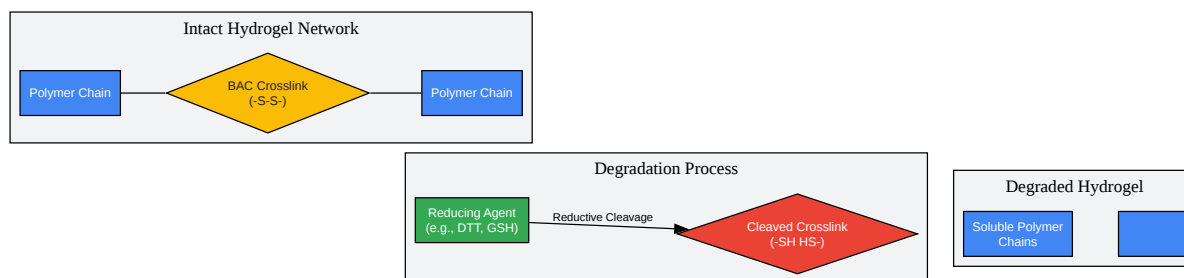 Intact Hydrogel Network
Polymer Chain
BAC Crosslink
(-S-S-)
Polymer Chain
Degradation Process
Reducing Agent
(e.g., DTT, GSH)
Reductive Cleavage
Cleaved Crosslink
(-SH HS-)
Degraded Hydrogel
Soluble Polymer
Chains